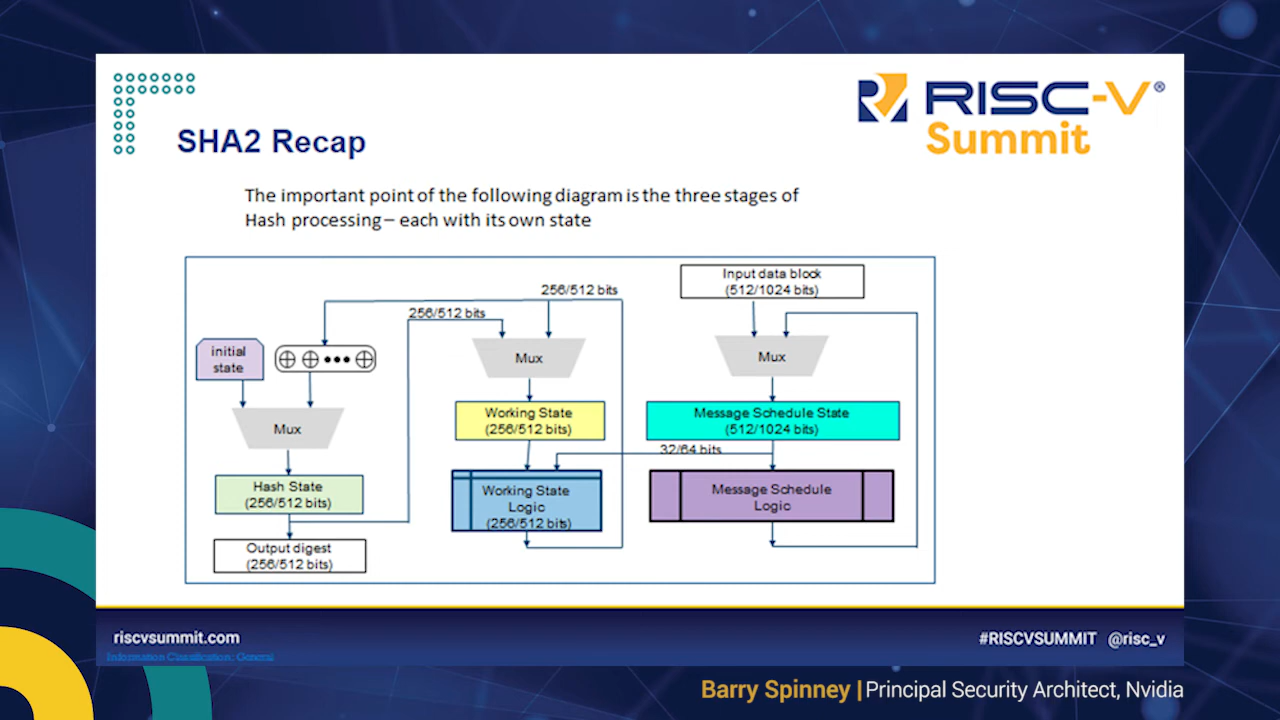 RISC-V®
Summit
SHA2 Recap
The important point of the following diagram is the three stages of
Hash processing – each with its own state
Input data block
(512/1024 bits)
256/512 bits
256/512 bits
initial
state
Mux
Mux
Mux
Working State
(256/512 bits)
Message Schedule State
(512/1024 bits)
32/64 bits
Hash State
(256/512 bits)
Working State
Logic
(256/512 bits)
Message Schedule
Logic
Output digest
(256/512 bits)
riscvsummit.com
#RISCVSUMMIT @risc_v
Information Classification: General
Barry Spinney | Principal Security Architect, Nvidia